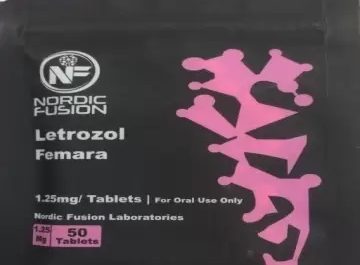 NF
NORDIC
FUSION
Letrozol
Femara
1.25mg/ Tablets | For Oral Use Only
Nordic Fusion Laboratories
1.25
Mg
50
Tablets